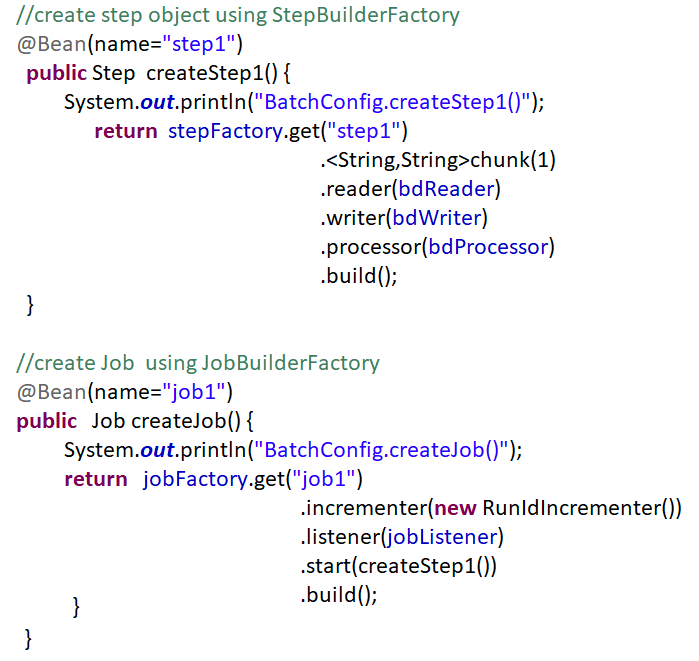 //create step object using StepBuilderFactory
@Bean(name="step1")
public Step createStep1() {
System.out.println("BatchConfig.createStep1()");
return stepFactory.get("step1")
.<String,String>chunk(1)
.reader(bdReader)
.writer(bdWriter)
.processor(bdProcessor)
.build();
}
//create Job using JobBuilderFactory
@Bean(name="job1")
public Job createJob() {
System.out.println("BatchConfig.createJob()");
return jobFactory.get("job1")
.incrementer(new RunIdIncrementer())
.listener(jobListener)
.start(createStep1())
.build();
}
}